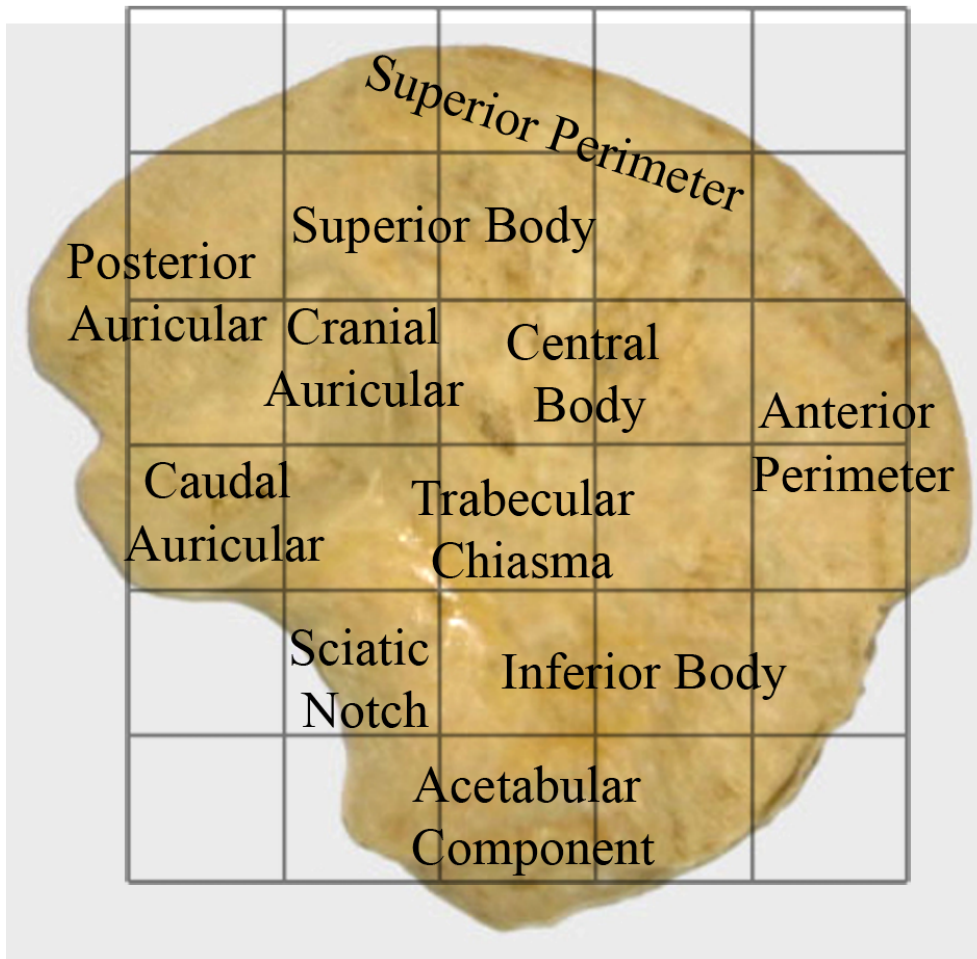 Superior Perimeter
Superior Body
Posterior
Auricular
Cranial
Auricular
Central
Body
Anterior
Perimeter
Caudal
Auricular
Trabecular
Chiasma
Sciatic
Notch
Inferior Body
Acetabular
Component